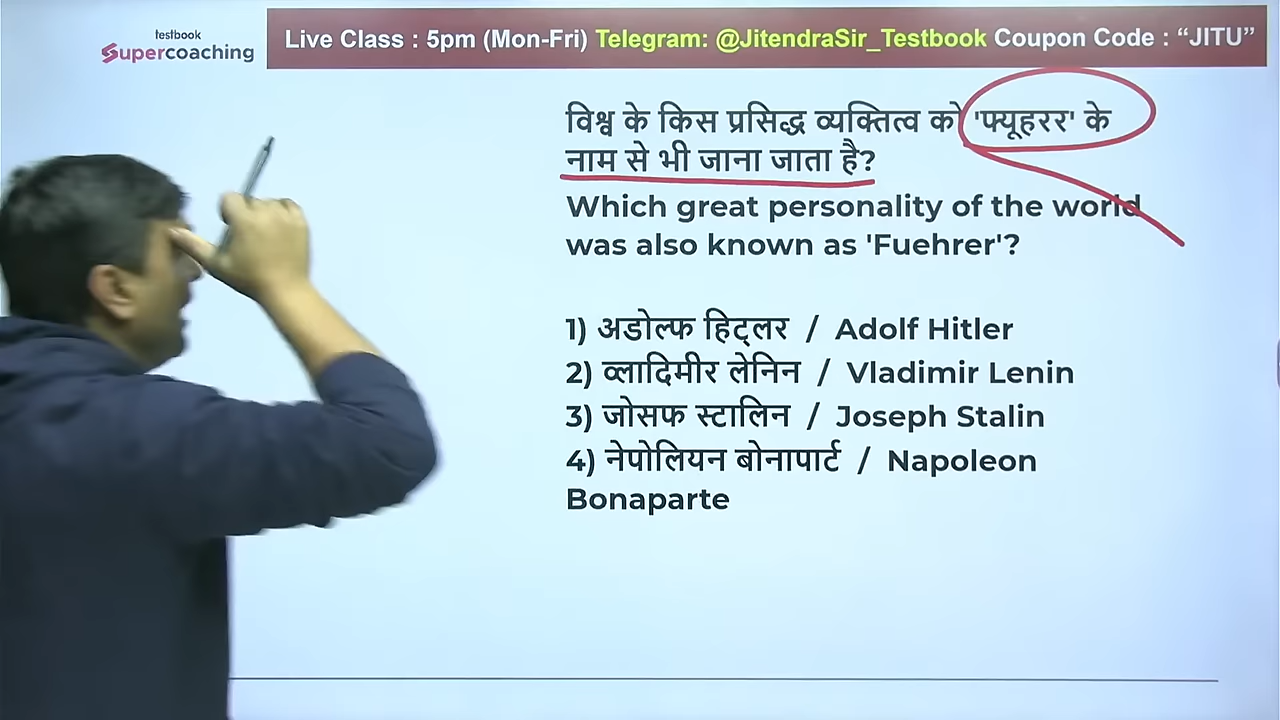 testbook
Supercoaching
Live Class : 5pm (Mon-Fri) Telegram: @JitendraSir_Testbook Coupon Code : “JITU”
विश्व के किस प्रसिद्ध व्यक्तित्व को 'फ्यूहरर' के
नाम से भी जाना जाता है?
Which great personality of the world
was also known as 'Fuehrer'?
1) अडोल्फ हिट्लर / Adolf Hitler
2) व्लादिमीर लेनिन / Vladimir Lenin
3) जोसफ स्टालिन / Joseph Stalin
4) नेपोलियन बोनापार्ट / Napoleon
Bonaparte